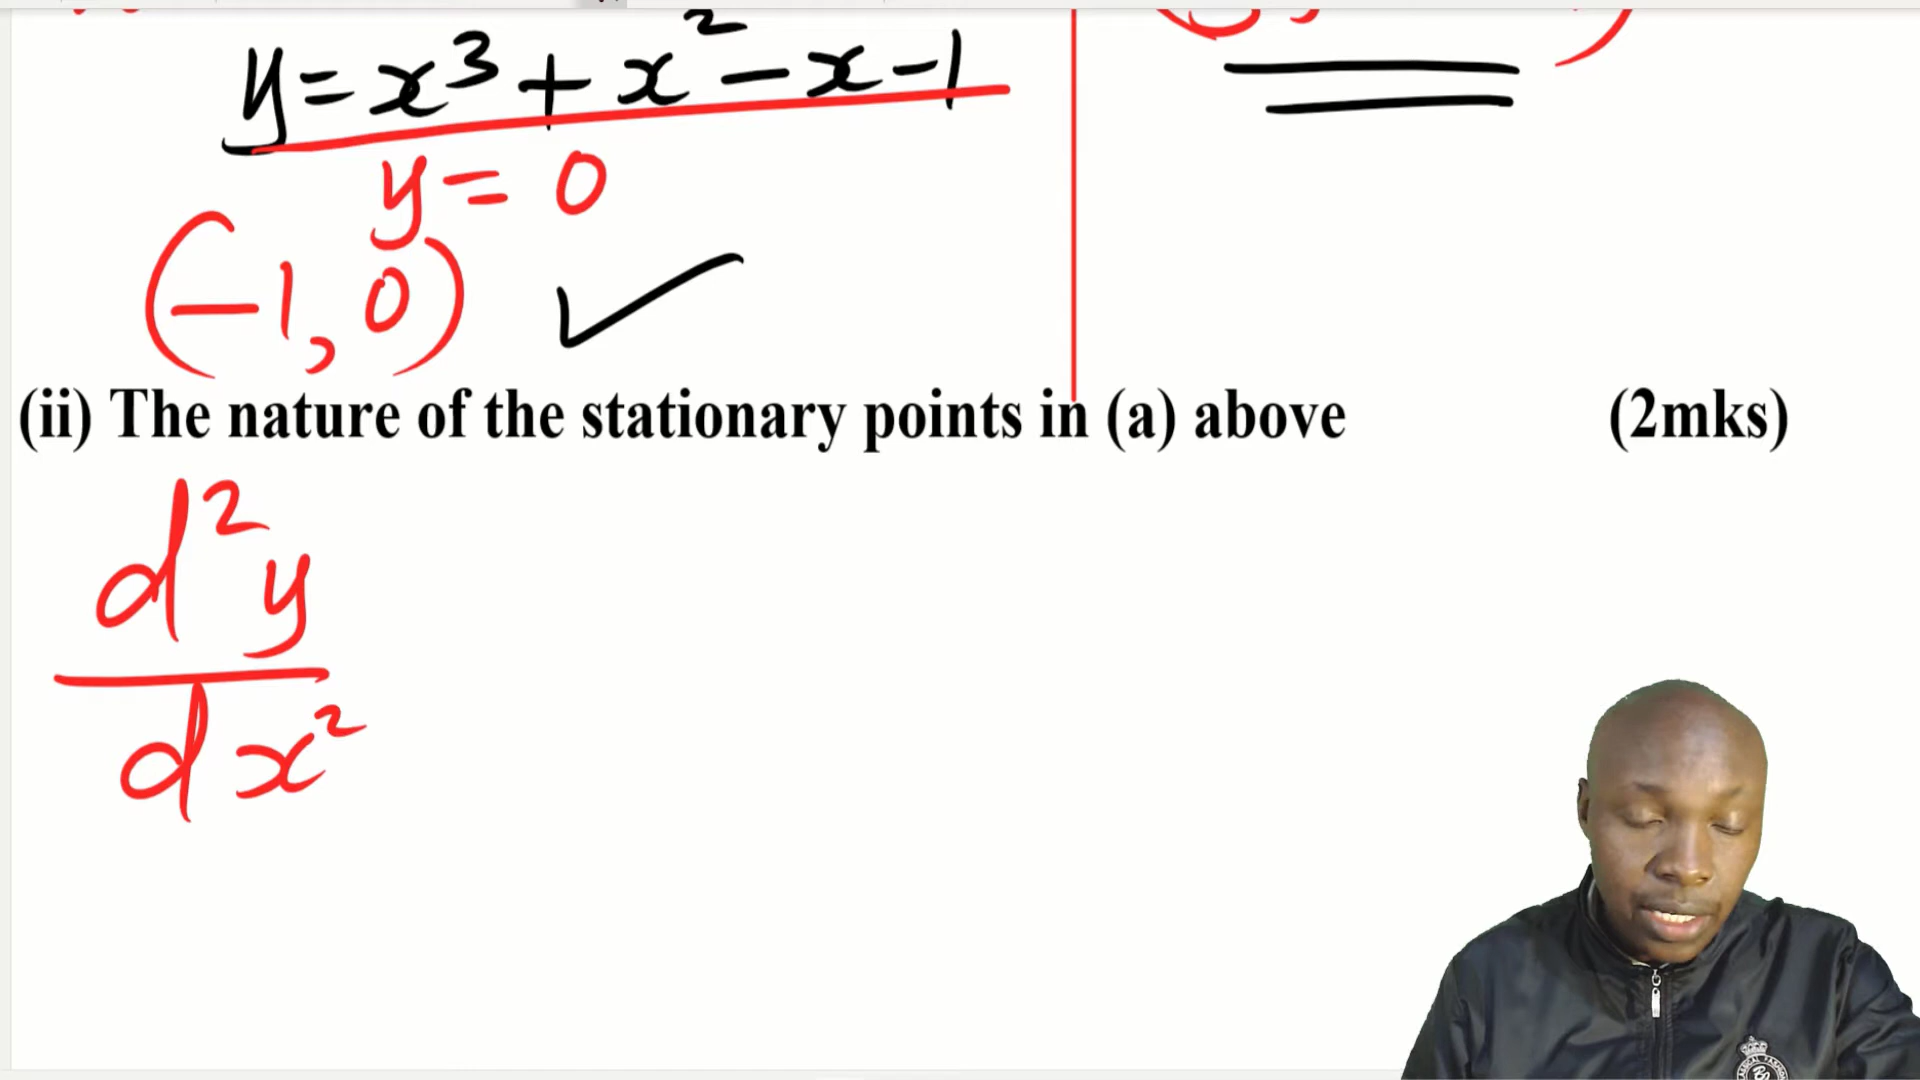 y = x³ + x² - x - 1
y = 0
(-1, 0)
(ii) The nature of the stationary points in (a) above (2mks)
d²y
dx²